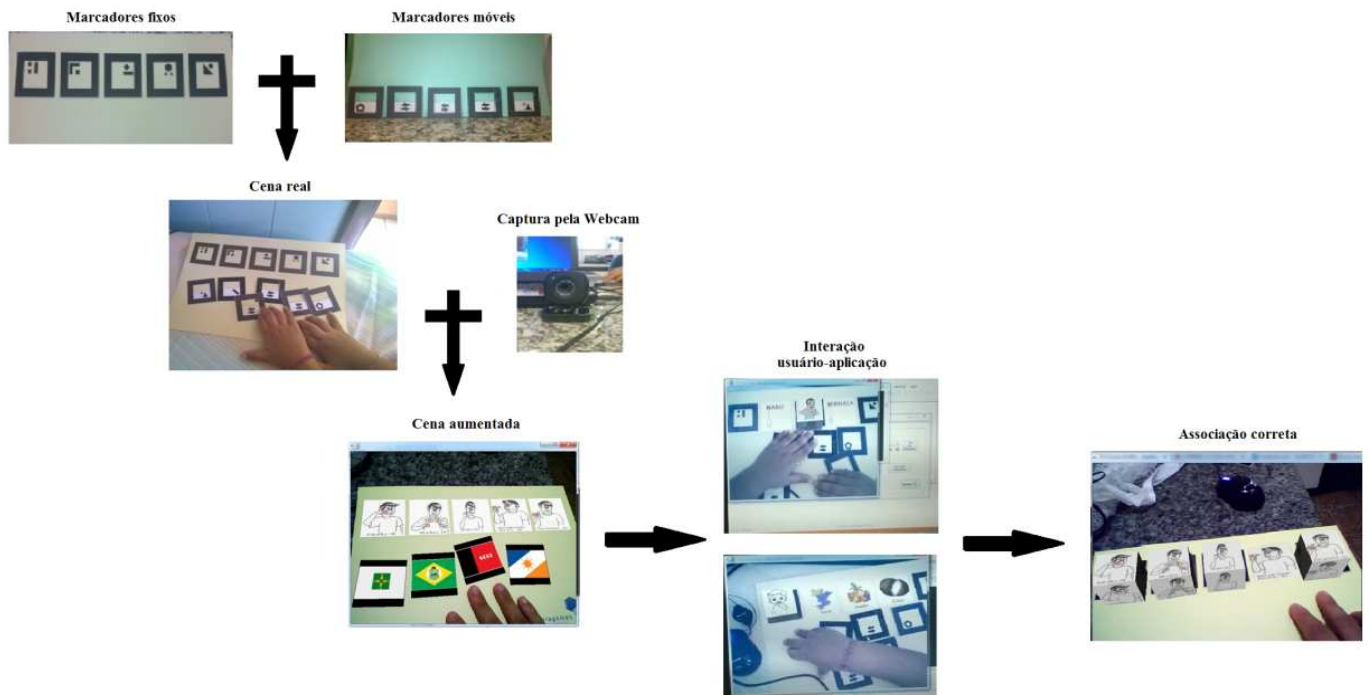 Marcadores fixos
Marcadores móveis
Cena real
Captura pela Webcam
Interação
usuário-aplicação
Cena aumentada
Associação correta